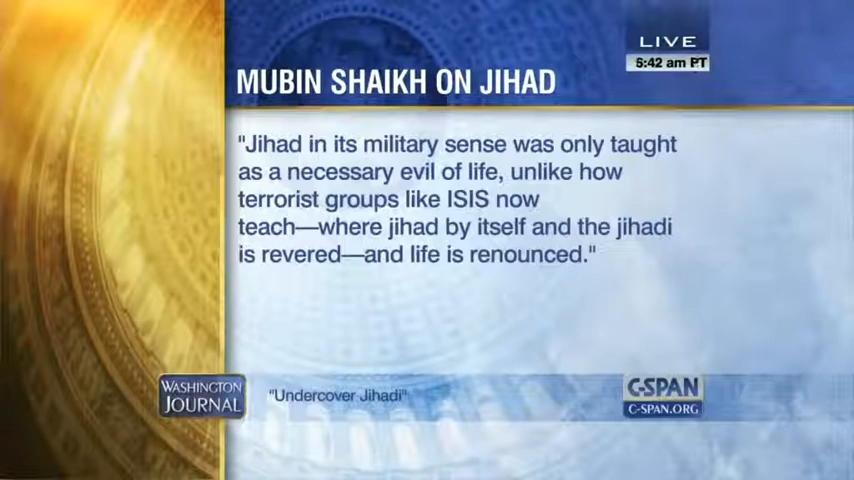 LIVE
5:42 am PT
MUBIN SHAIKH ON JIHAD
"Jihad in its military sense was only taught
as a necessary evil of life, unlike how
terrorist groups like ISIS now
teach—where jihad by itself and the jihadi
is revered—and life is renounced."
WASHINGTON
JOURNAL
"Undercover Jihadi"
C-SPAN
C-SPAN.ORG